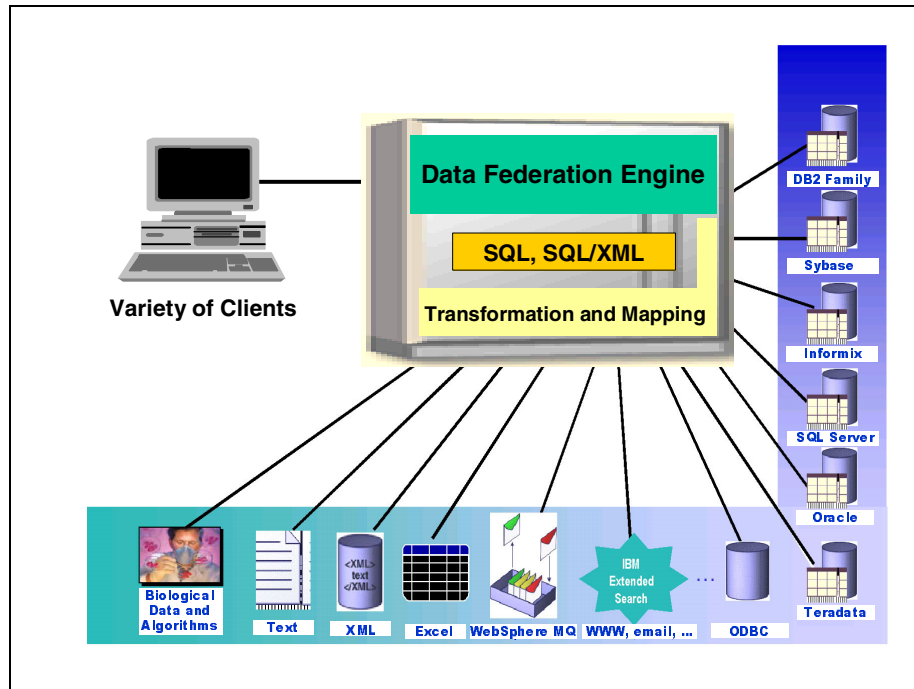 Data Federation Engine
SQL, SQL/XML
Transformation and Mapping
Variety of Clients
DB2 Family
Sybase
Informix
SQL Server
Oracle
Teradata
Biological
Data and
Algorithms
Text
<XML>
text
</XML>
XML
Excel
WebSphere MQ
IBM
Extended
Search
WWW, email, ...
...
ODBC